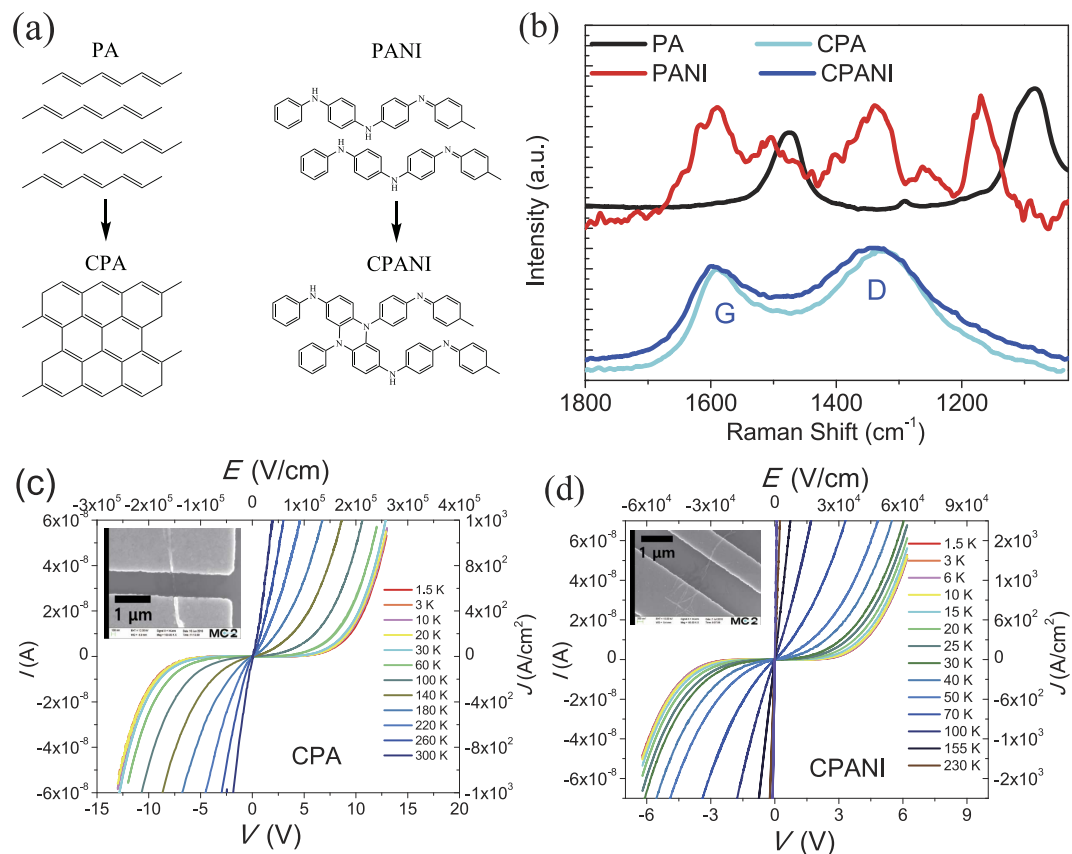 (a)
PA
PANI
H
N
N
N
H
H
N
N
N
H
CPA
CPANI
H
N
N
N
N
N
N
H
(b)
PA
CPA
PANI
CPANI
Intensity (a.u.)
G
D
1800
1600
1400
1200
Raman Shift (cm⁻¹)
(c)
E (V/cm)
-3x10⁵
-2x10⁵
-1x10⁵
0
1x10⁵
2x10⁵
3x10⁵
4x10⁵
6x10⁻⁸
4x10⁻⁸
2x10⁻⁸
0
-2x10⁻⁸
-4x10⁻⁸
-6x10⁻⁸
I (A)
1 μm
MC2
1.5 K
3 K
10 K
20 K
30 K
60 K
100 K
140 K
180 K
220 K
260 K
300 K
CPA
1x10³
8x10²
4x10²
0
-4x10²
-8x10²
-1x10³
J (A/cm²)
-15
-10
-5
0
5
10
15
20
V (V)
(d)
E (V/cm)
-6x10⁴
-3x10⁴
0
3x10⁴
6x10⁴
9x10⁴
6x10⁻⁸
4x10⁻⁸
2x10⁻⁸
0
-2x10⁻⁸
-4x10⁻⁸
-6x10⁻⁸
I (A)
1 μm
MC2
1.5 K
3 K
6 K
10 K
15 K
20 K
25 K
30 K
40 K
50 K
70 K
100 K
155 K
230 K
CPANI
2x10³
1x10³
6x10²
0
-6x10²
-1x10³
-2x10³
J (A/cm²)
-6
-3
0
3
6
9
V (V)